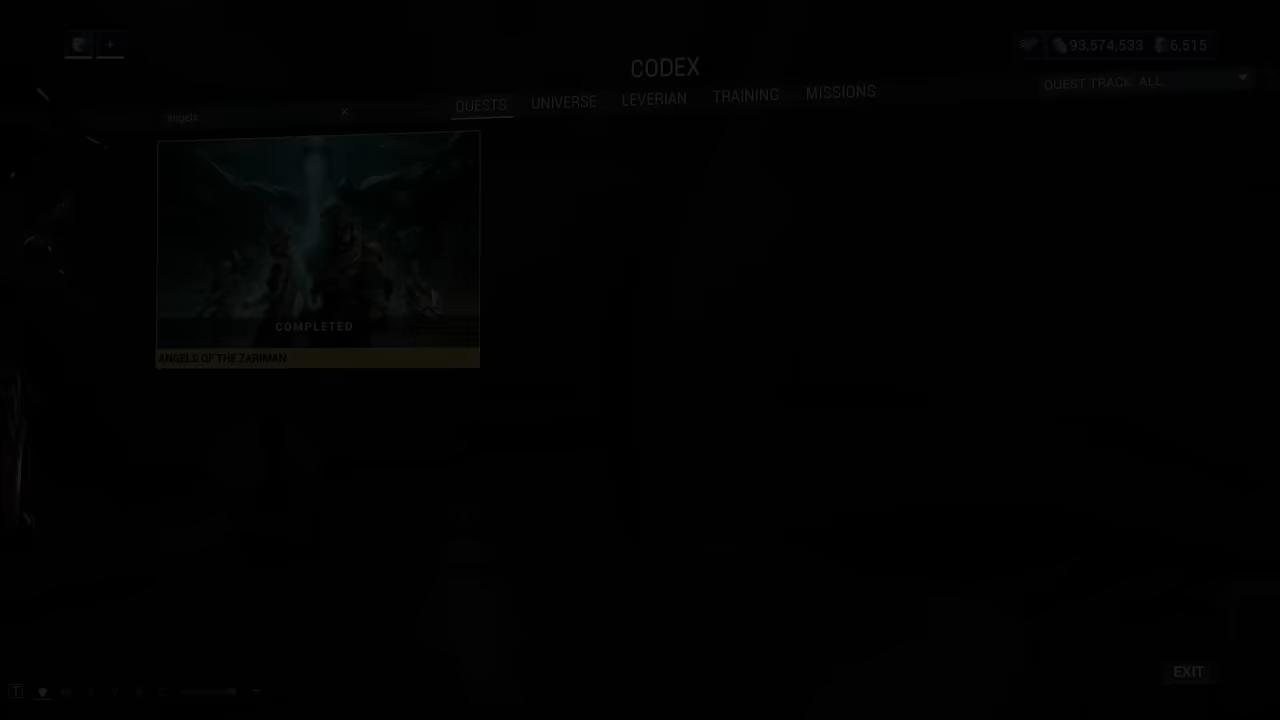 93,574,533 6,515
CODEX
QUEST TRACK: ALL
QUESTS UNIVERSE LEVERIAN TRAINING MISSIONS
angels
COMPLETED
ANGELS OF THE ZARIMAN
EXIT
T